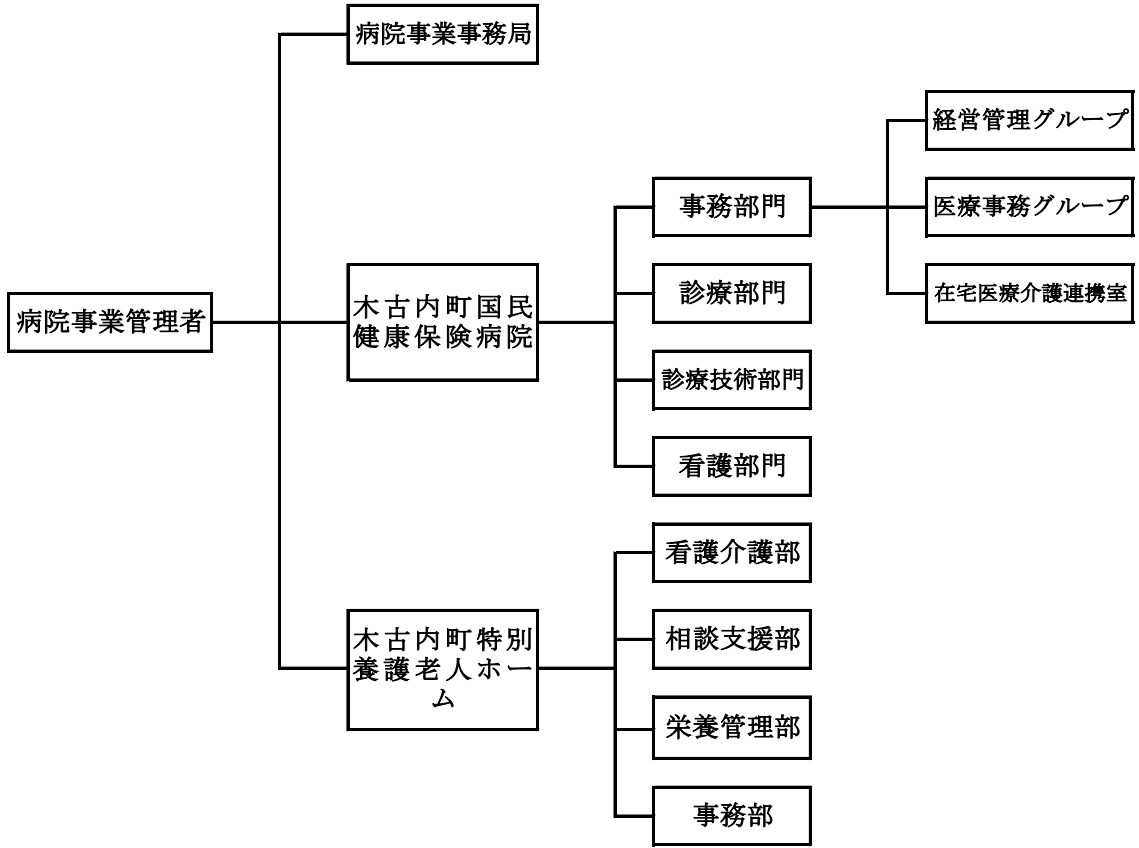 病院事業事務局
経営管理グループ
事務部門
医療事務グループ
診療部門
在宅医療介護連携室
病院事業管理者
木古内町国民
健康保険病院
診療技術部門
看護部門
看護介護部
木古内町特別
養護老人ホー
ム
相談支援部
栄養管理部
事務部